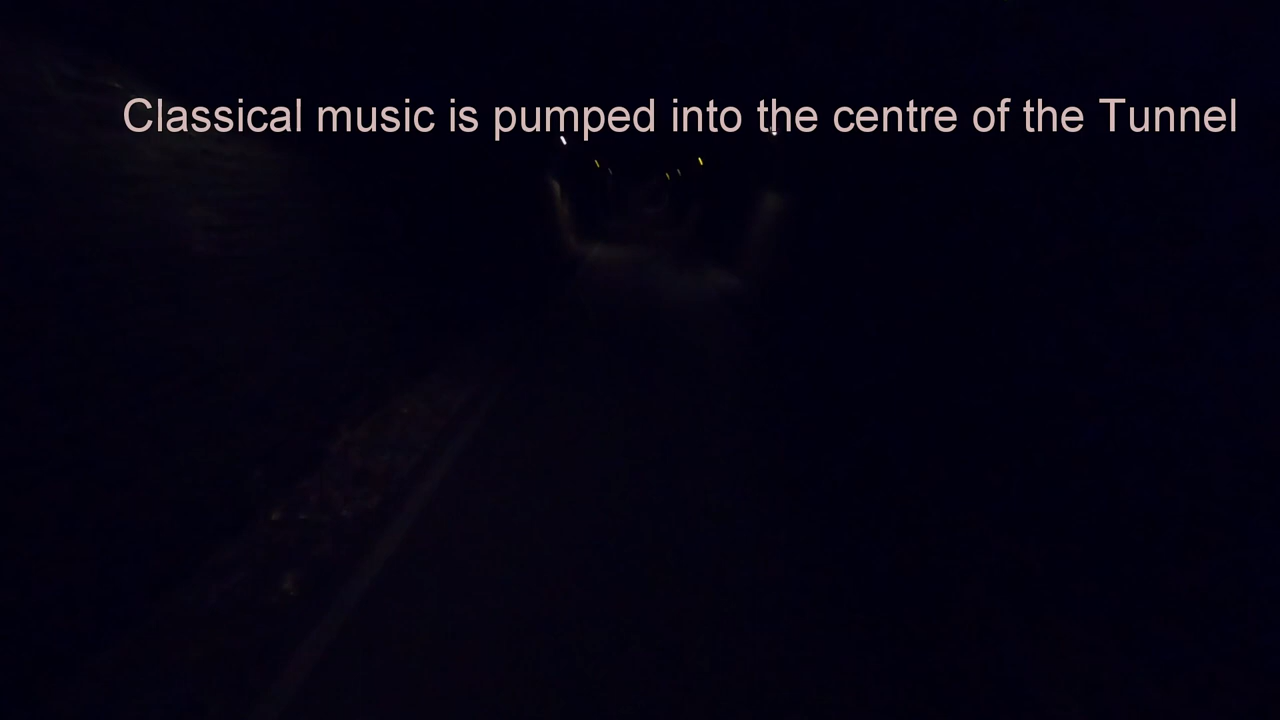 Classical music is pumped into the centre of the Tunnel